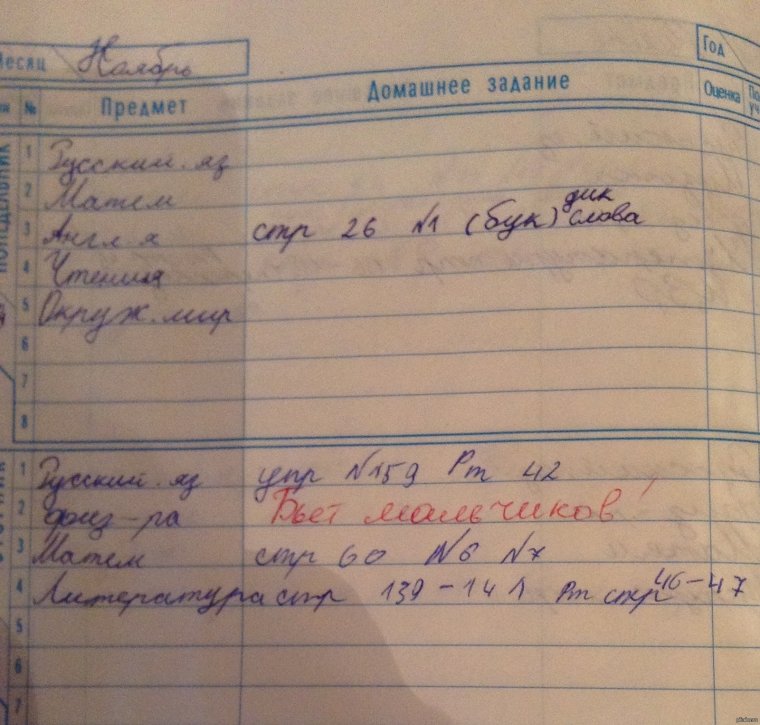 Месяц Ноябрь Год
№ Предмет Домашнее задание Оценка
ПОНЕДЕЛЬНИК
1 Русский. яз
2 Матем
3 Англ я стр 26 №1 (бук) дик слова
4 Чтения
5 Окруж. мир
6
7
8
1 Русский. яз упр №159 Рт 42
2 физ-ра Бьет мальчиков!
3 Матем стр 60 №6 №7
4 Литература стр 139-141 Рт стр 46-47
5
6
7